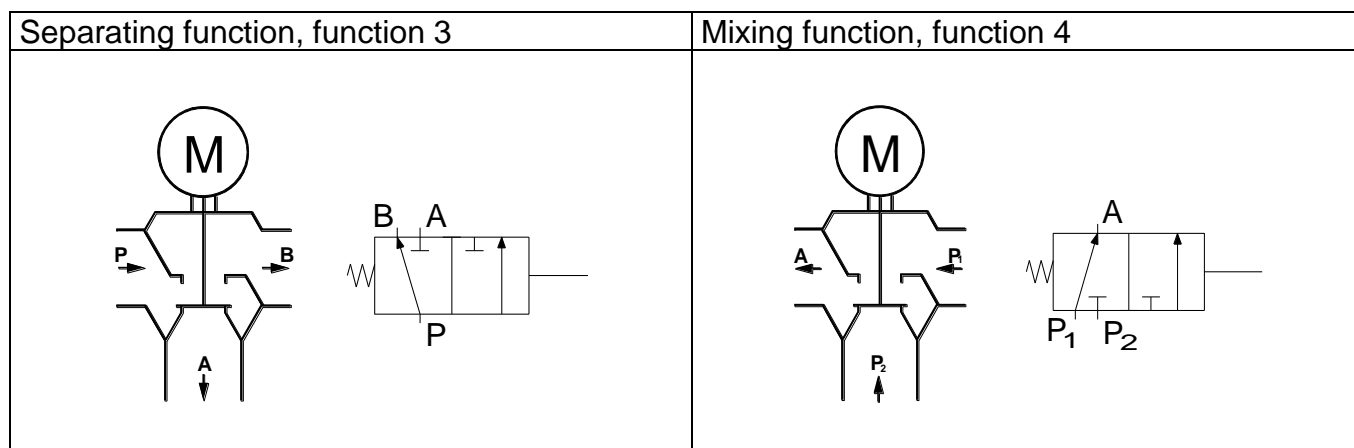 Separating function, function 3
Mixing function, function 4
M
P
B
A
B A
P
M
A
P₁
P₂
A
P₁ P₂